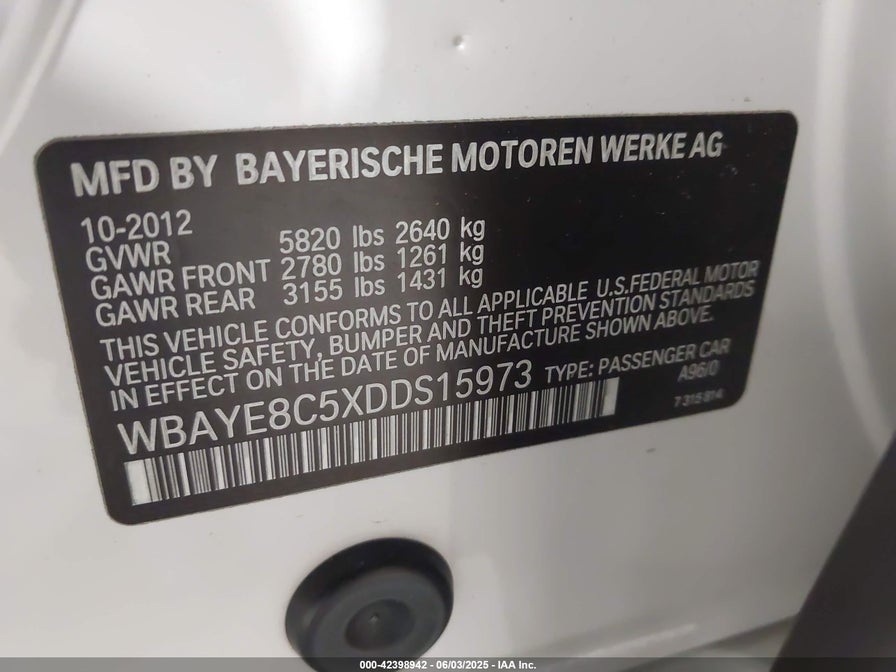 MFD BY BAYERISCHE MOTOREN WERKE AG
10-2012
GVWR 5820 lbs 2640 kg
GAWR FRONT 2780 lbs 1261 kg
GAWR REAR 3155 lbs 1431 kg
THIS VEHICLE CONFORMS TO ALL APPLICABLE U.S.FEDERAL MOTOR
VEHICLE SAFETY, BUMPER AND THEFT PREVENTION STANDARDS
IN EFFECT ON THE DATE OF MANUFACTURE SHOWN ABOVE.
WBAYE8C5XDDS15973 TYPE: PASSENGER CAR
A96/0
7 315 814
000-42398942 - 06/03/2025 - IAA Inc.